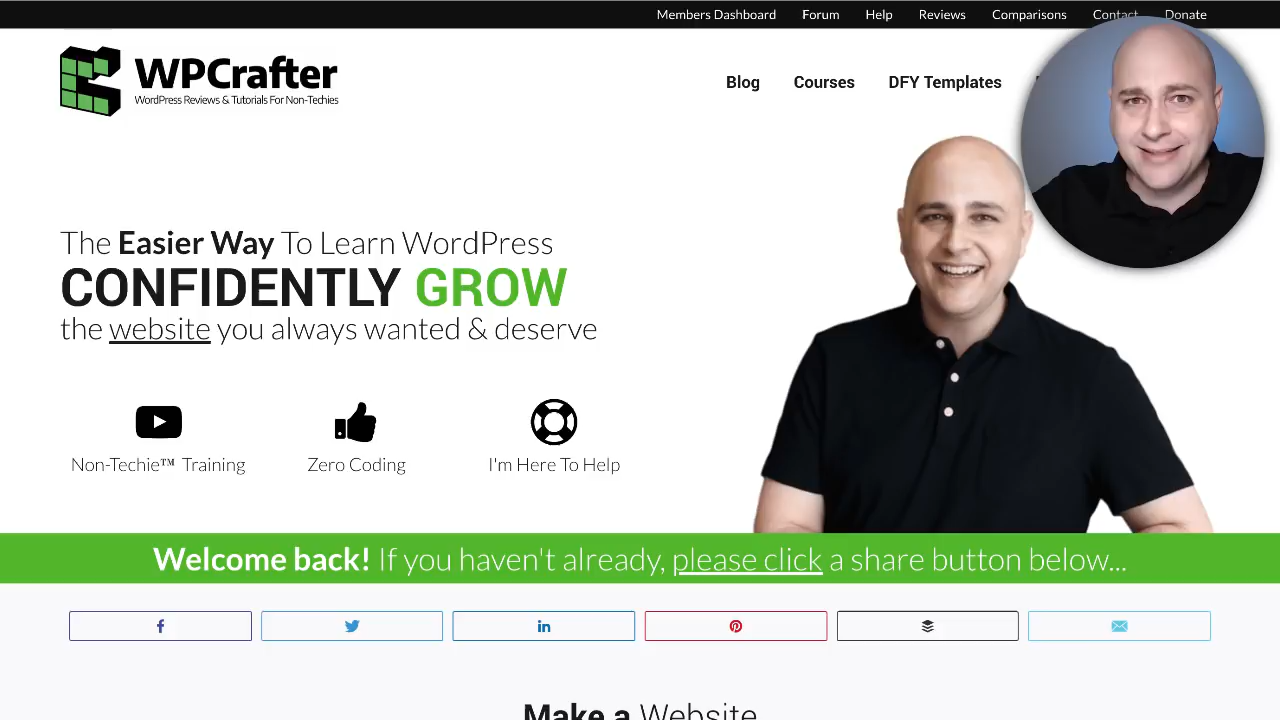 Members Dashboard Forum Help Reviews Comparisons Contact Donate
WPCrafter
WordPress Reviews & Tutorials For Non-Techies
Blog Courses DFY Templates
The Easier Way To Learn WordPress
CONFIDENTLY GROW
the website you always wanted & deserve
Non-Techie™ Training Zero Coding I'm Here To Help
Welcome back! If you haven't already, please click a share button below...
Make a Website